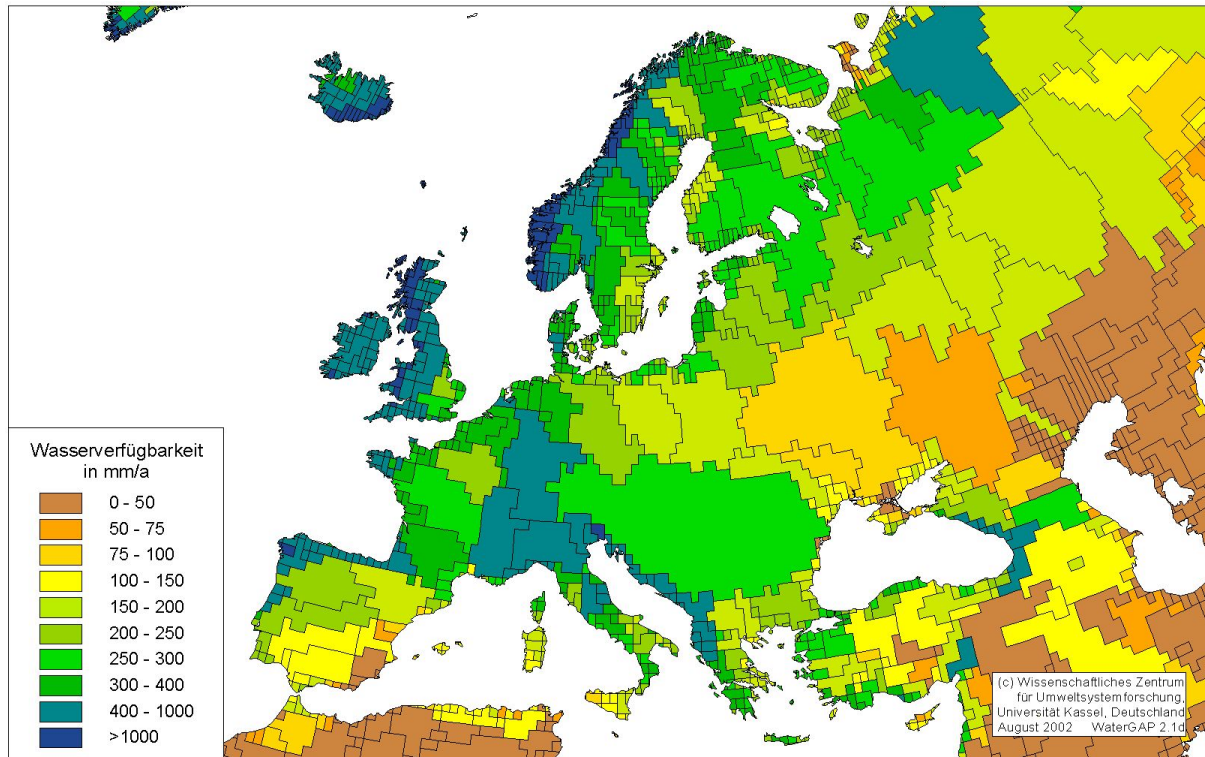 Wasserverfügbarkeit
in mm/a
0 - 50
50 - 75
75 - 100
100 - 150
150 - 200
200 - 250
250 - 300
300 - 400
400 - 1000
>1000
(c) Wissenschaftliches Zentrum
für Umweltsystemforschung,
Universität Kassel, Deutschland
August 2002 WaterGAP 2.1d